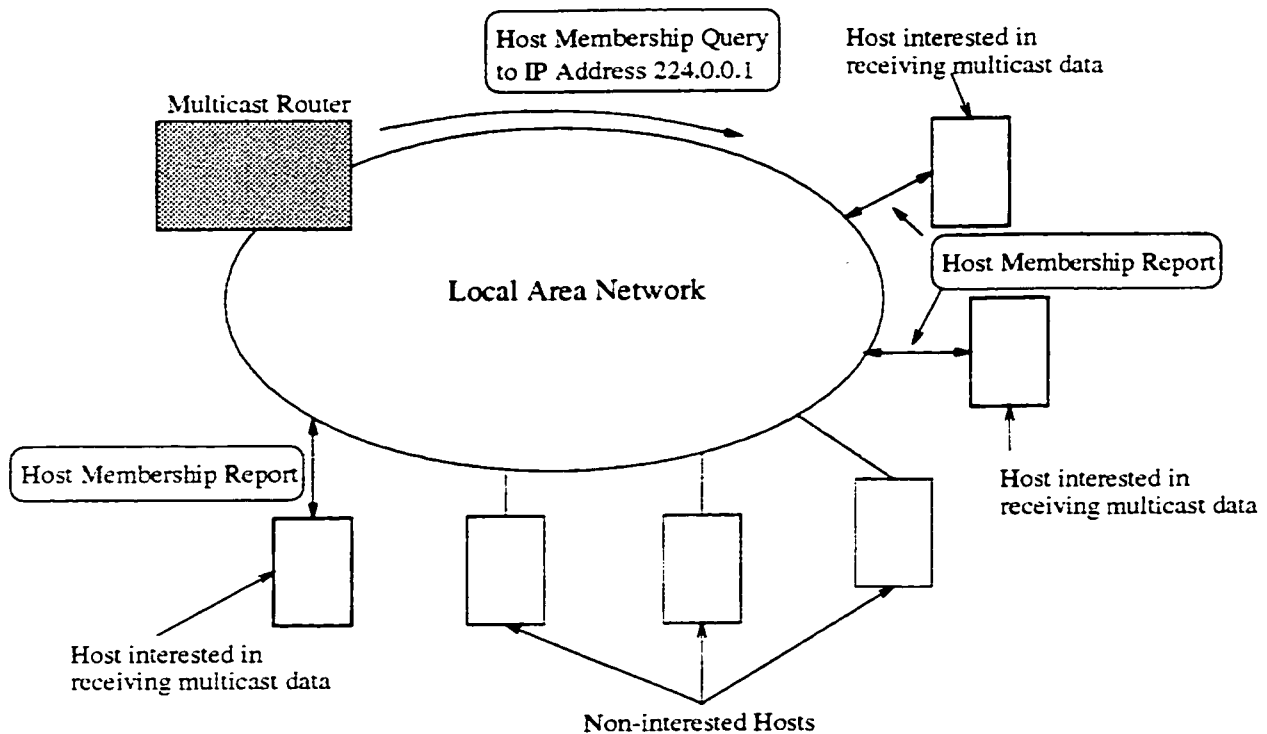 Host Membership Query
to IP Address 224.0.0.1
Host interested in
receiving multicast data
Multicast Router
Host Membership Report
Local Area Network
Host Membership Report
Host interested in
receiving multicast data
Host interested in
receiving multicast data
Non-interested Hosts